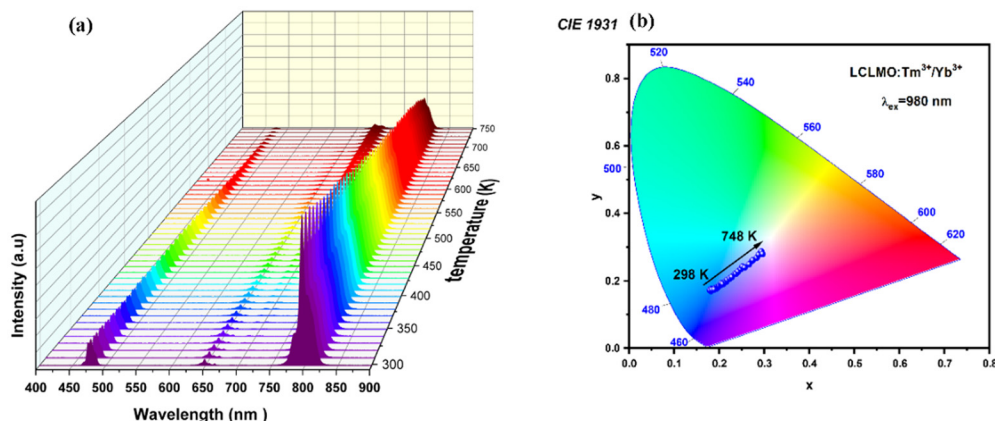 (a)
Intensity (a.u)
750
700
650
600
550
500
450
400
350
300
temperature (K)
400 450 500 550 600 650 700 750 800 850 900
Wavelength (nm )
CIE 1931 (b)
LCLMO:Tm³⁺/Yb³⁺
λex=980 nm
520
540
560
580
600
620
500
480
460
748 K
298 K
y
0.8
0.6
0.4
0.2
0.0
0.0 0.1 0.2 0.3 0.4 0.5 0.6 0.7 0.8
x